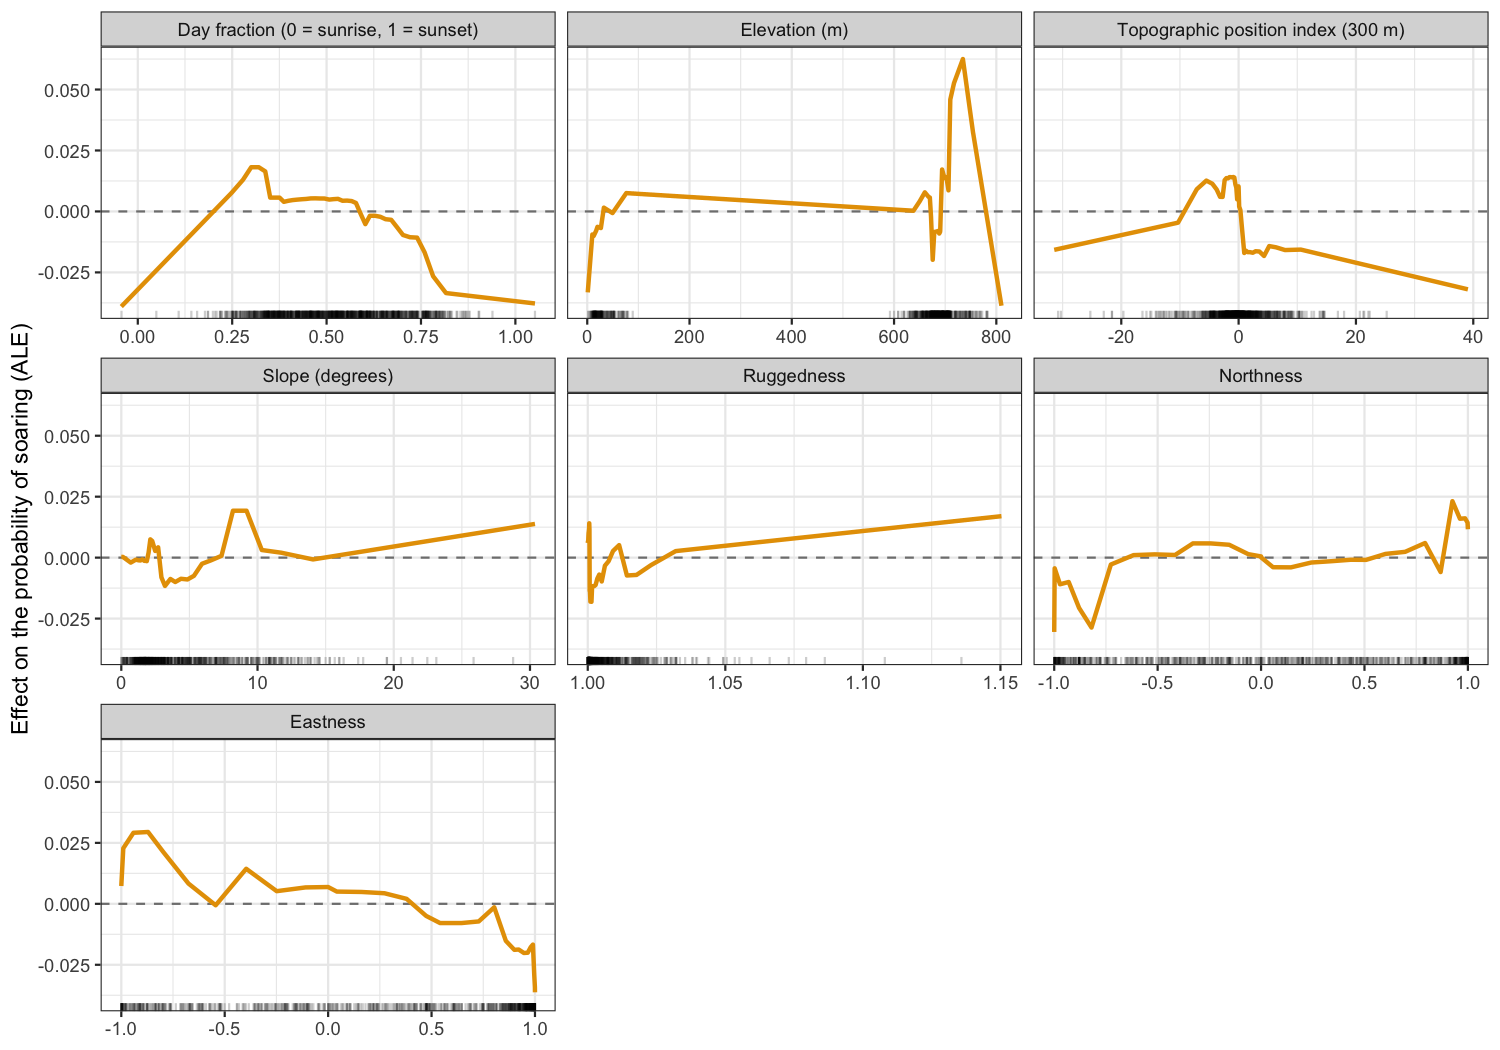 Day fraction (0 = sunrise, 1 = sunset)
Elevation (m)
Topographic position index (300 m)
0.050
0.025
0.000
-0.025
0.00 0.25 0.50 0.75 1.00
0 200 400 600 800
-20 0 20 40
Slope (degrees)
Ruggedness
Northness
0.050
0.025
0.000
-0.025
0 10 20 30
1.00 1.05 1.10 1.15
-1.0 -0.5 0.0 0.5 1.0
Eastness
0.050
0.025
0.000
-0.025
-1.0 -0.5 0.0 0.5 1.0
Effect on the probability of soaring (ALE)